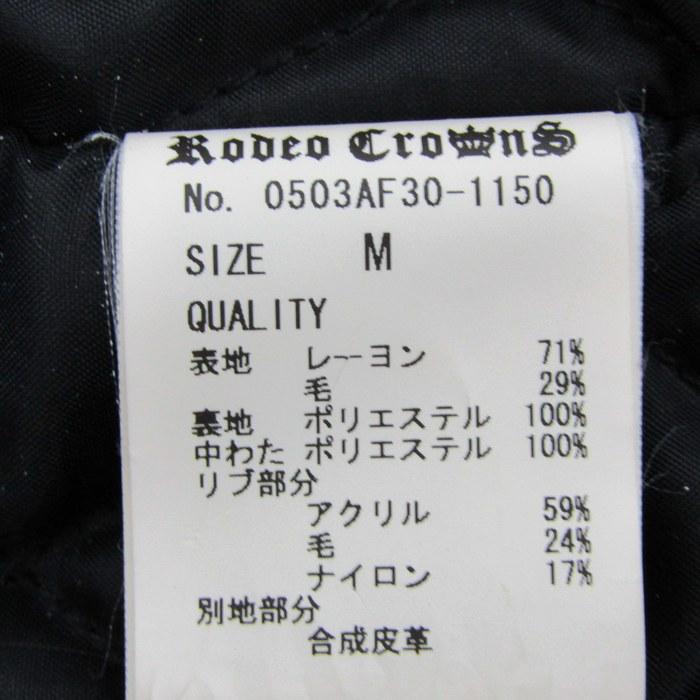 Rodeo CrownS
No. 0503AF30-1150
SIZE M
QUALITY
表地 レーヨン 71%
毛 29%
裏地 ポリエステル 100%
中わた ポリエステル 100%
リブ部分
アクリル 59%
毛 24%
ナイロン 17%
別地部分
合成皮革